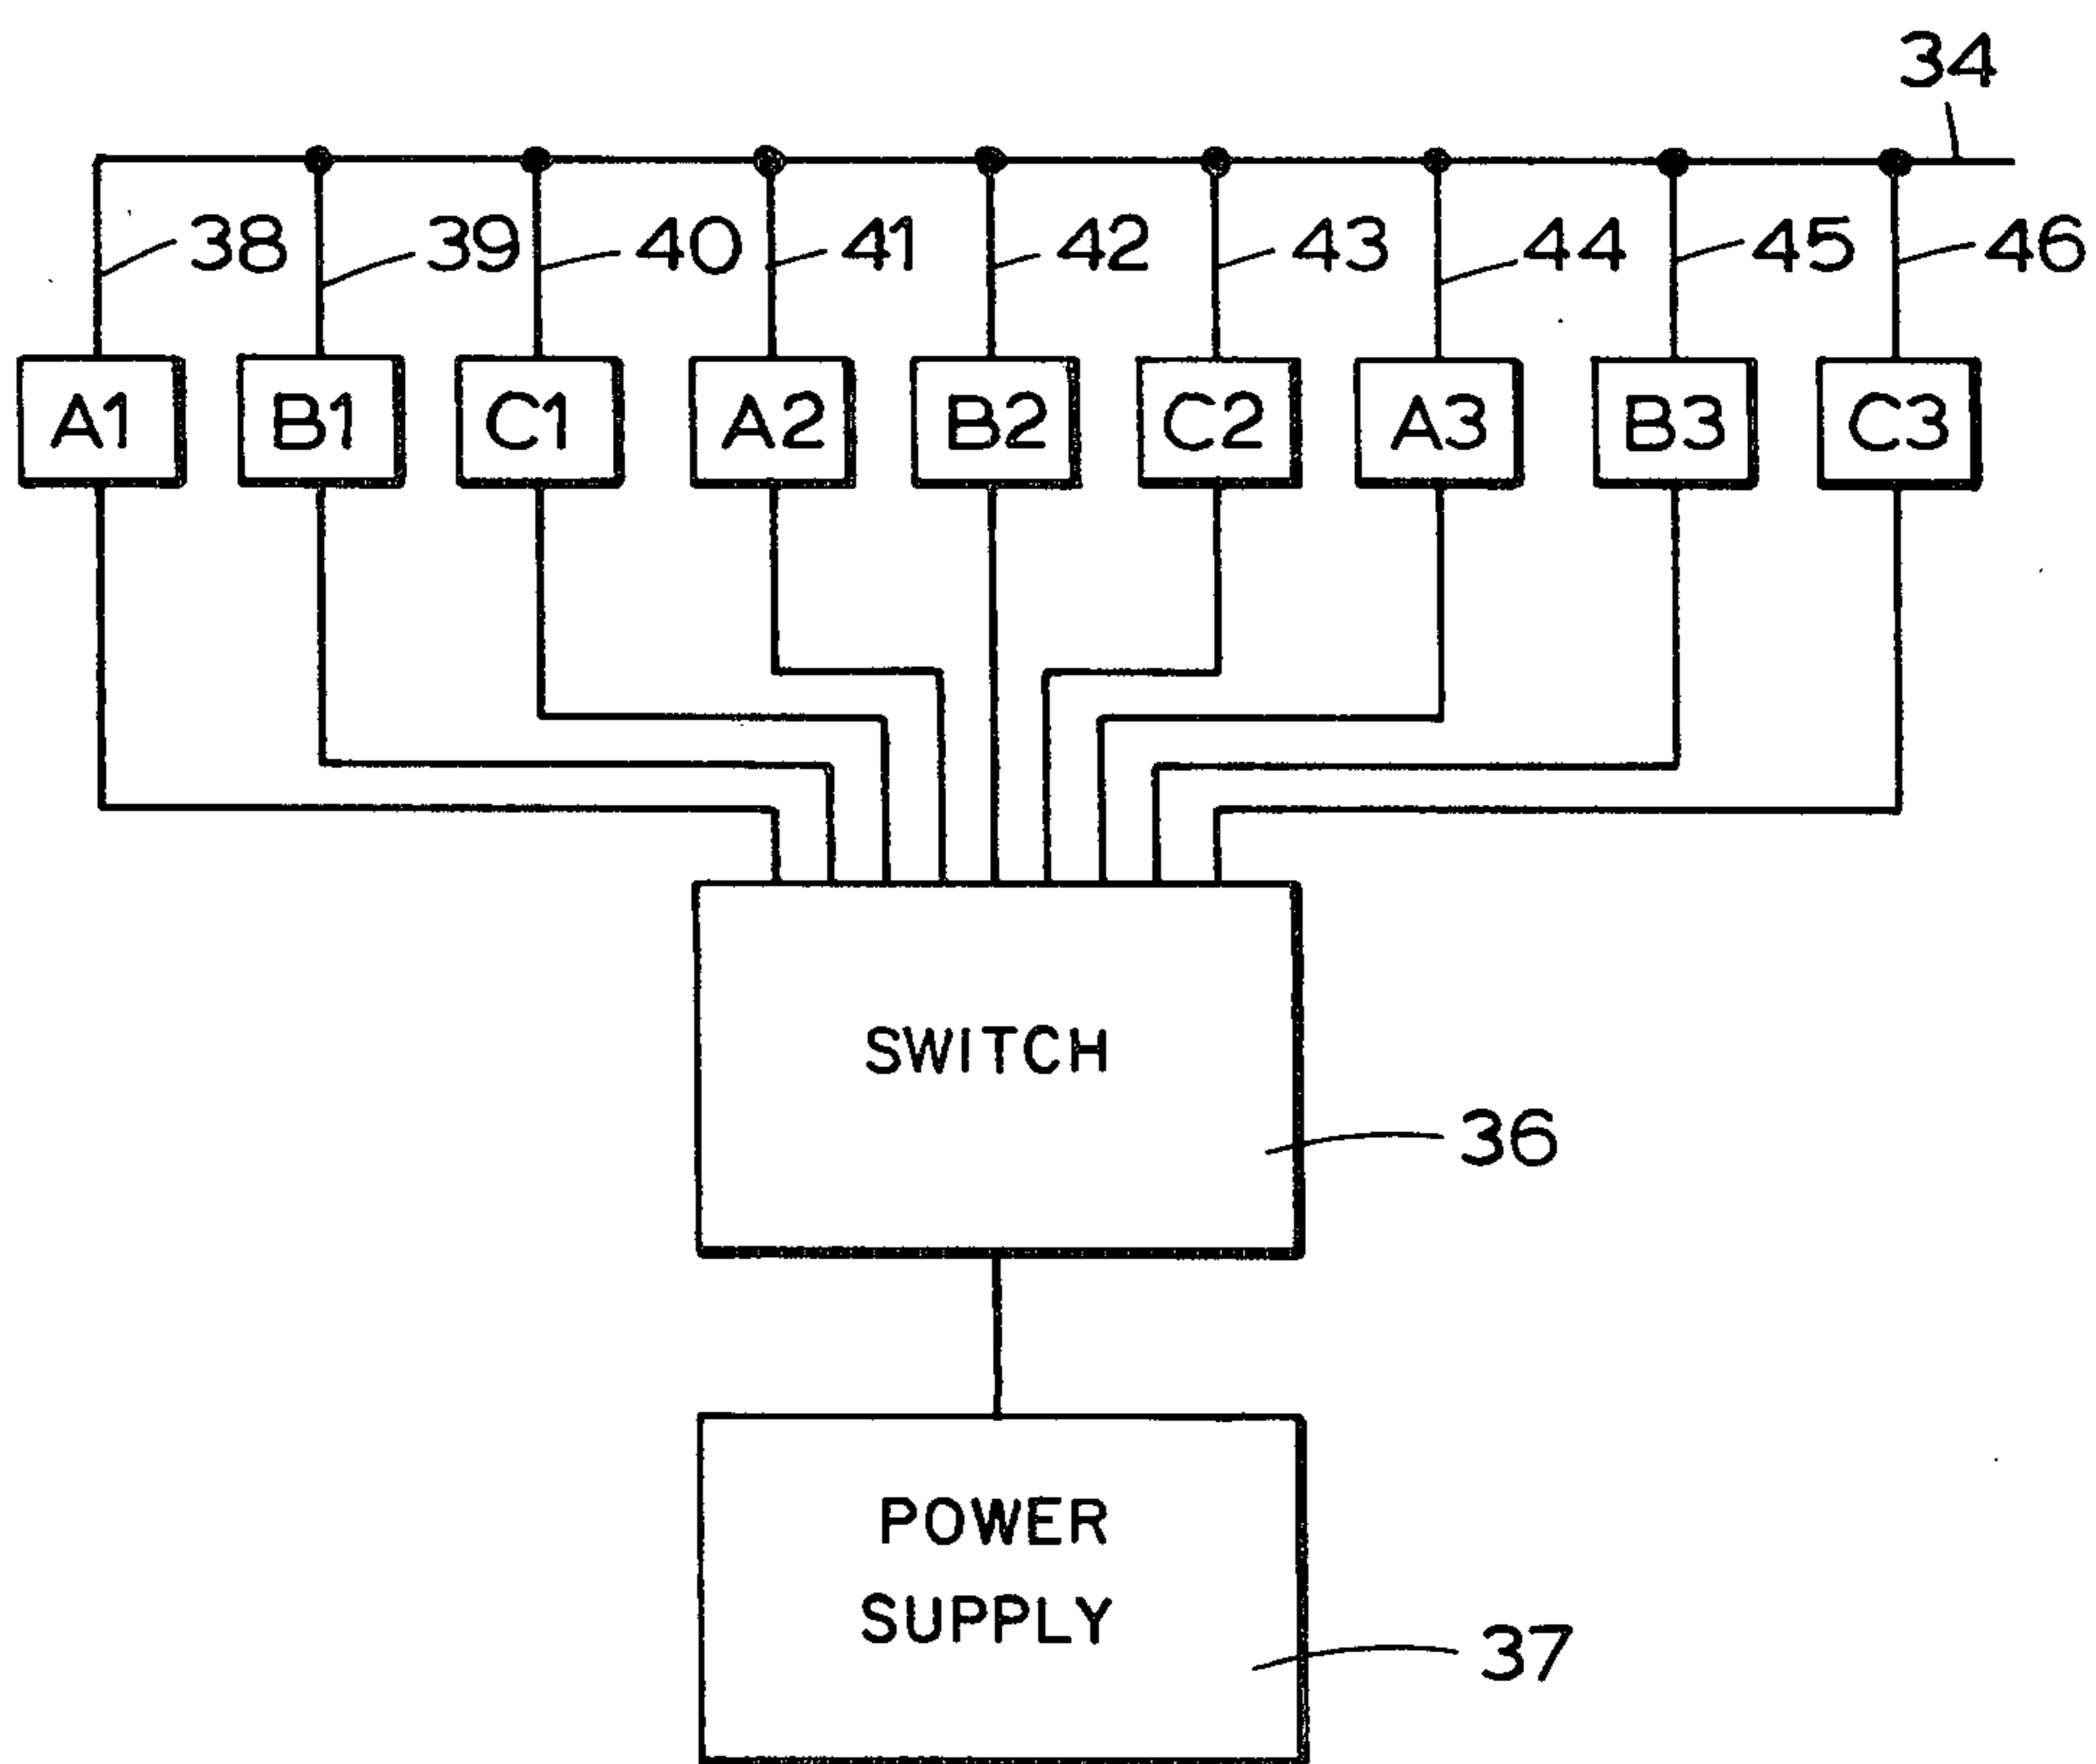 34
38 39 40 41 42 43 44 45 46
A1 B1 C1 A2 B2 C2 A3 B3 C3
SWITCH
36
POWER
SUPPLY
37